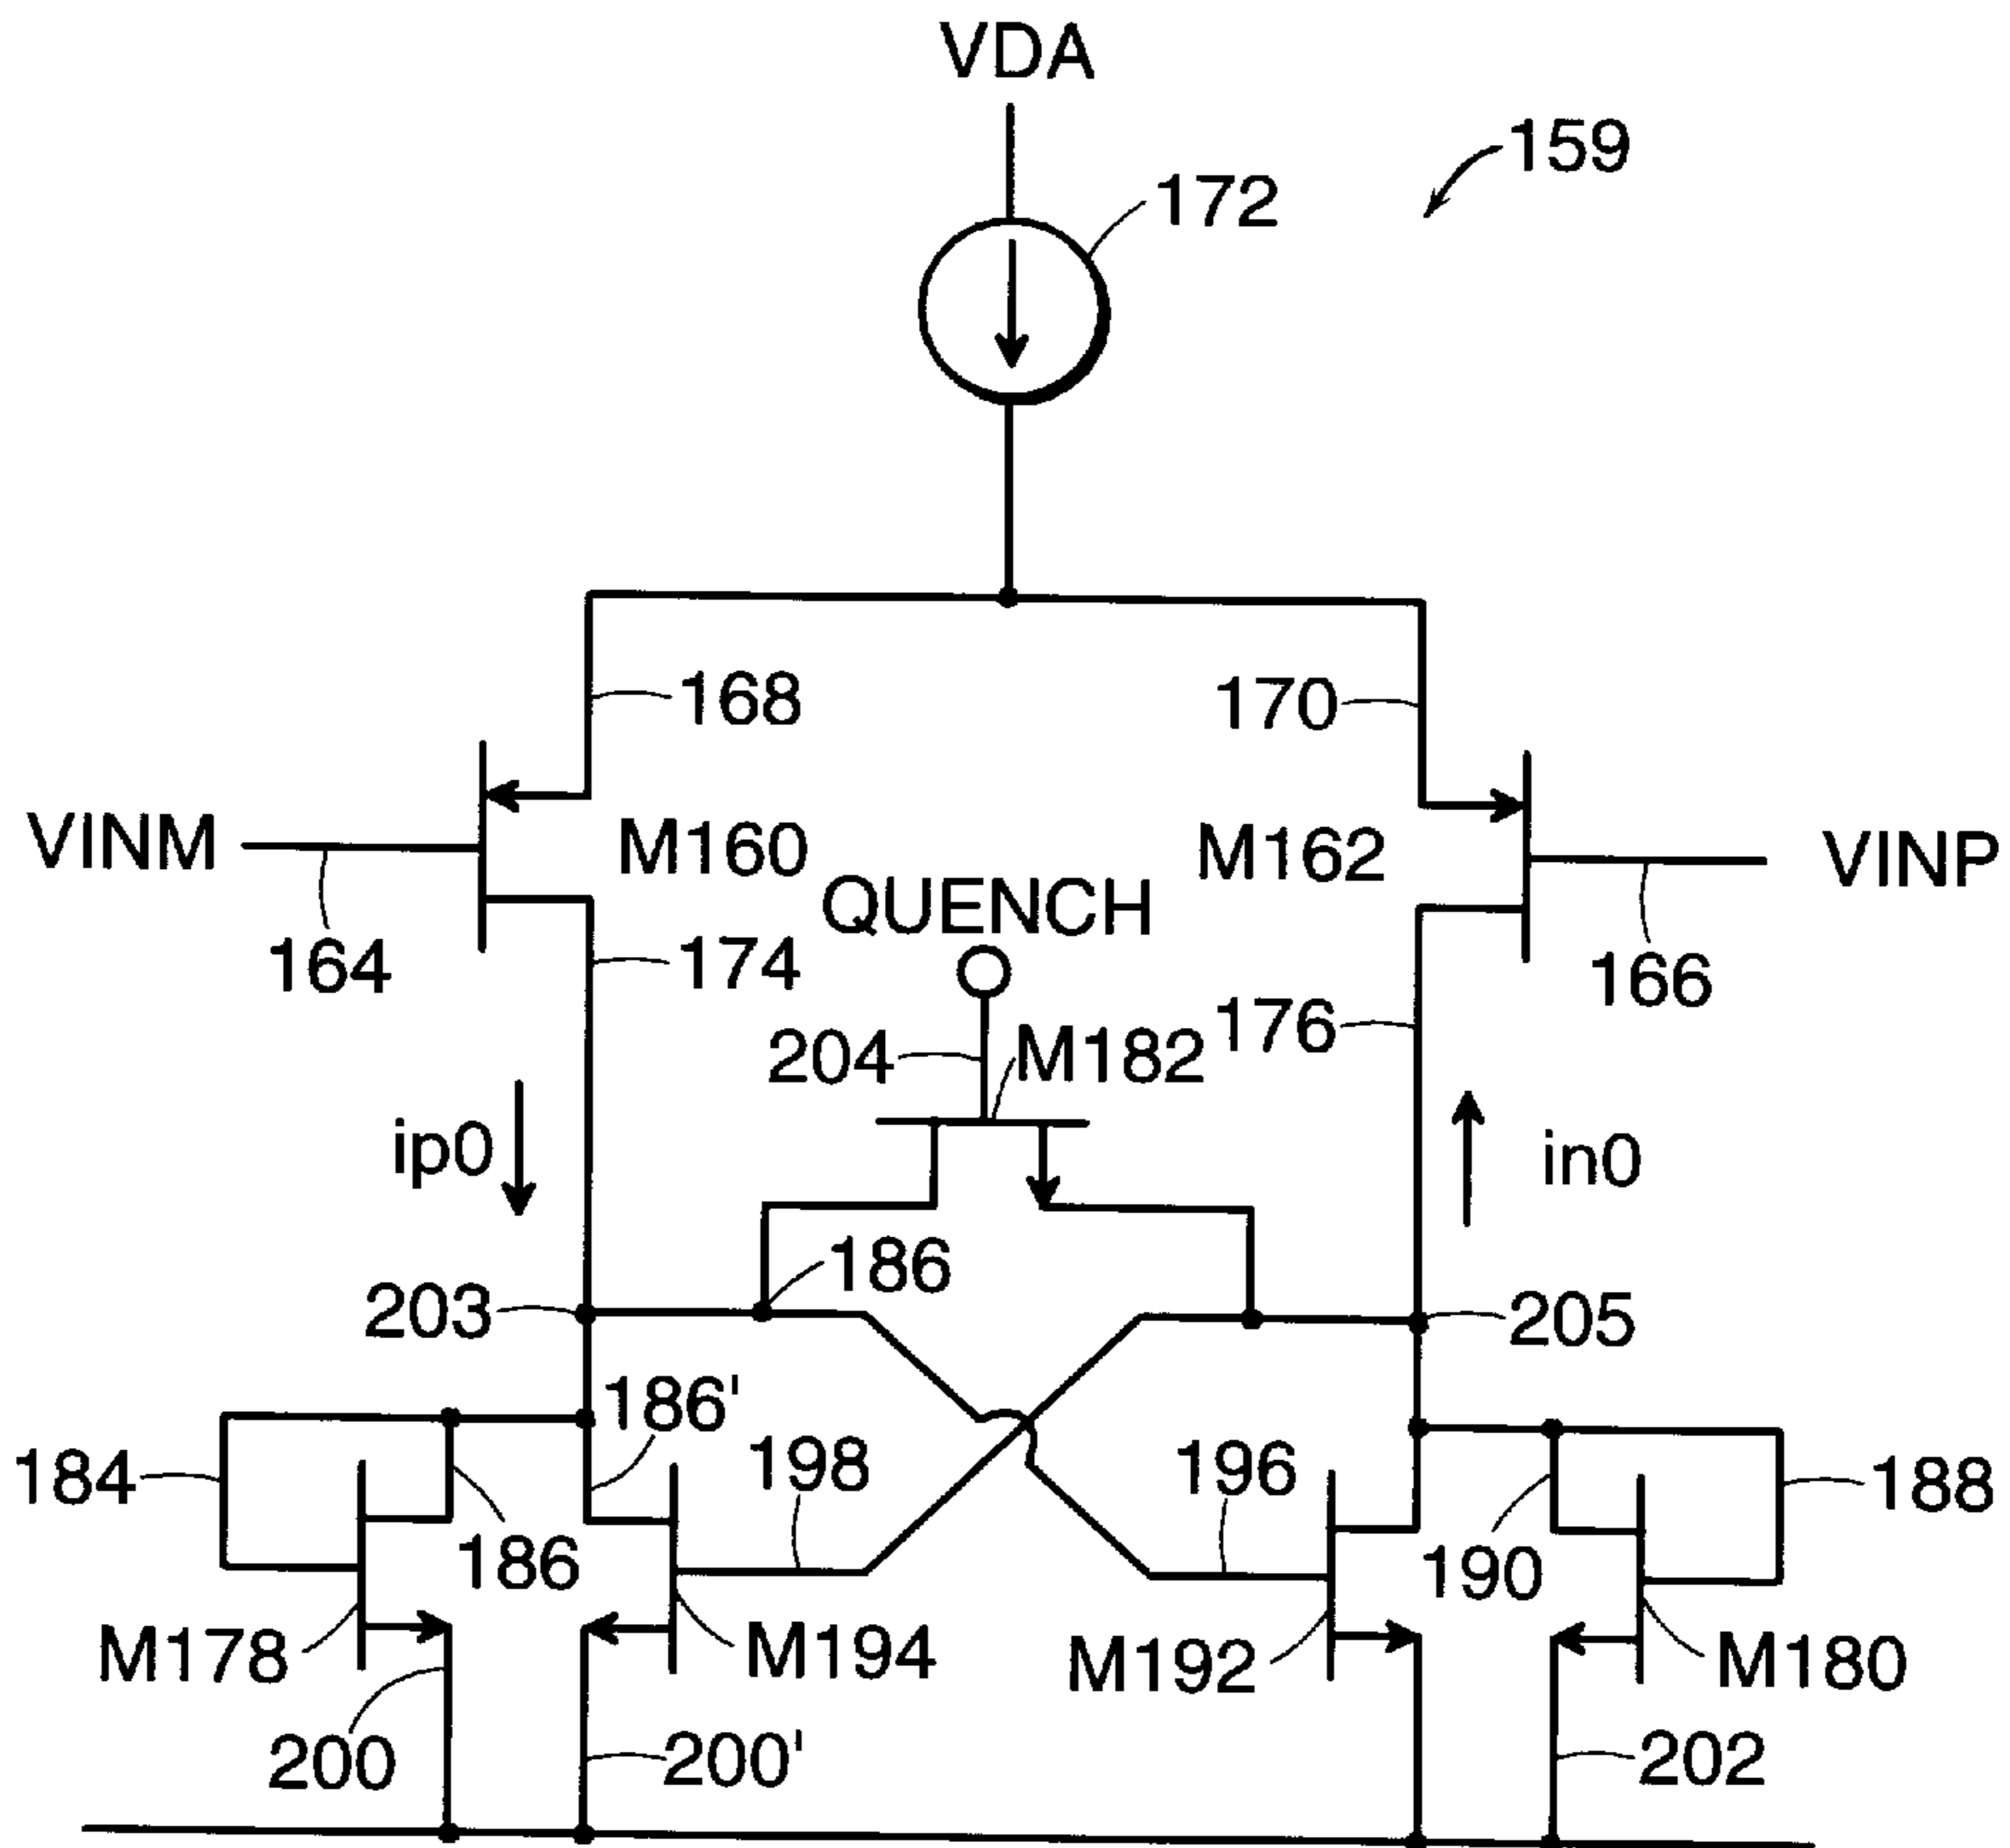 VDA
159
172
168
170
VINM
M160
M162
VINP
QUENCH
164
174
166
204
M182
176
ip0
in0
186
203
205
186'
184
198
196
188
186
190
M178
M194
M192
M180
200
200'
202